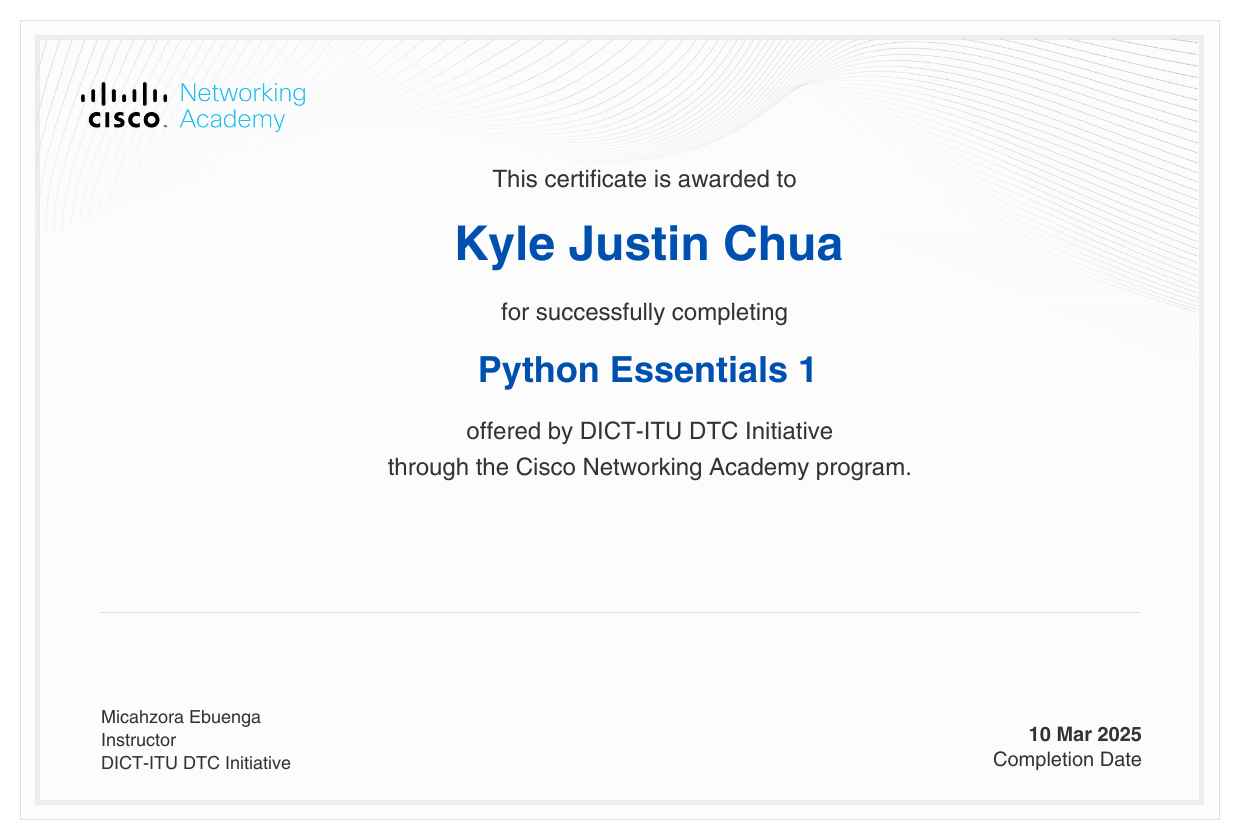 CISCO
Networking
Academy
This certificate is awarded to
Kyle Justin Chua
for successfully completing
Python Essentials 1
offered by DICT-ITU DTC Initiative
through the Cisco Networking Academy program.
Micahzora Ebuenga
Instructor
DICT-ITU DTC Initiative
10 Mar 2025
Completion Date